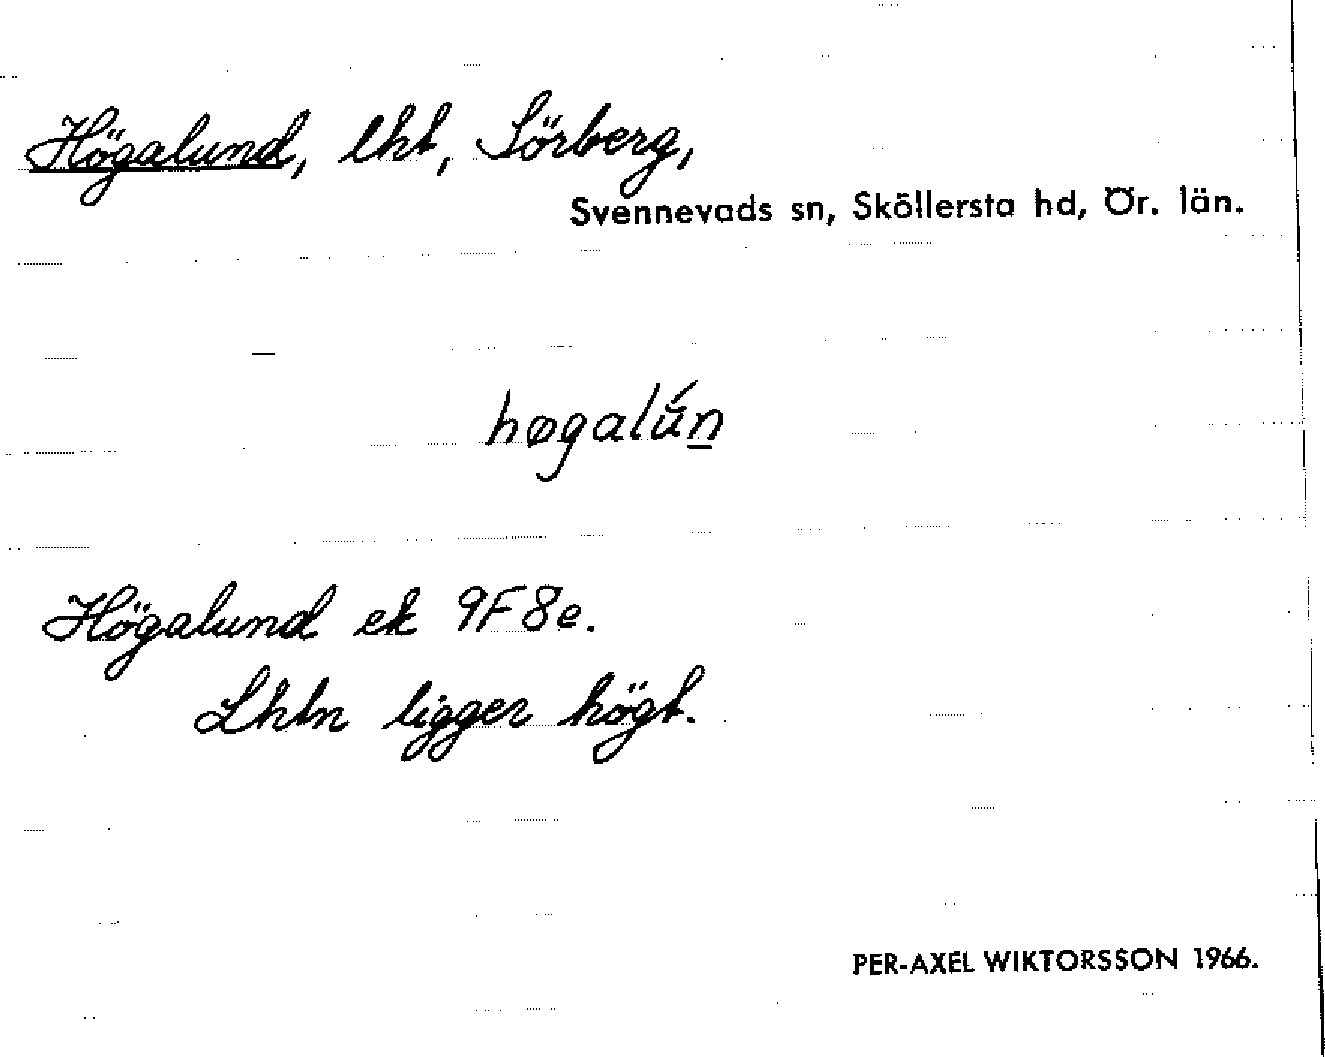 Högalund, lht, Sörberg,
Svennevads sn, Sköllersta hd, Ör. län.
høgalún
Högalund ek 9F8e.
Lhtn ligger högt.
PER-AXEL WIKTORSSON 1966.